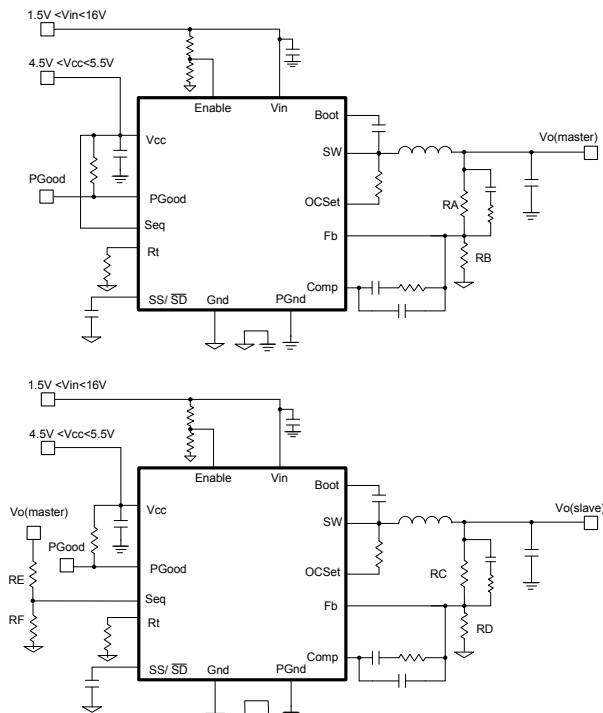 1.5V <Vin<16V
4.5V <Vcc<5.5V
Enable Vin
Boot
Vcc
SW
Vo(master)
PGood
PGood
OCSet
RA
Seq
Fb
Rt
RB
Comp
SS/ SD Gnd PGnd
1.5V <Vin<16V
4.5V <Vcc<5.5V
Enable Vin
Boot
Vcc
Vo(master)
SW
Vo(slave)
PGood
PGood
OCSet
RE
RC
Seq
Fb
RF
Rt
RD
Comp
SS/ SD Gnd PGnd